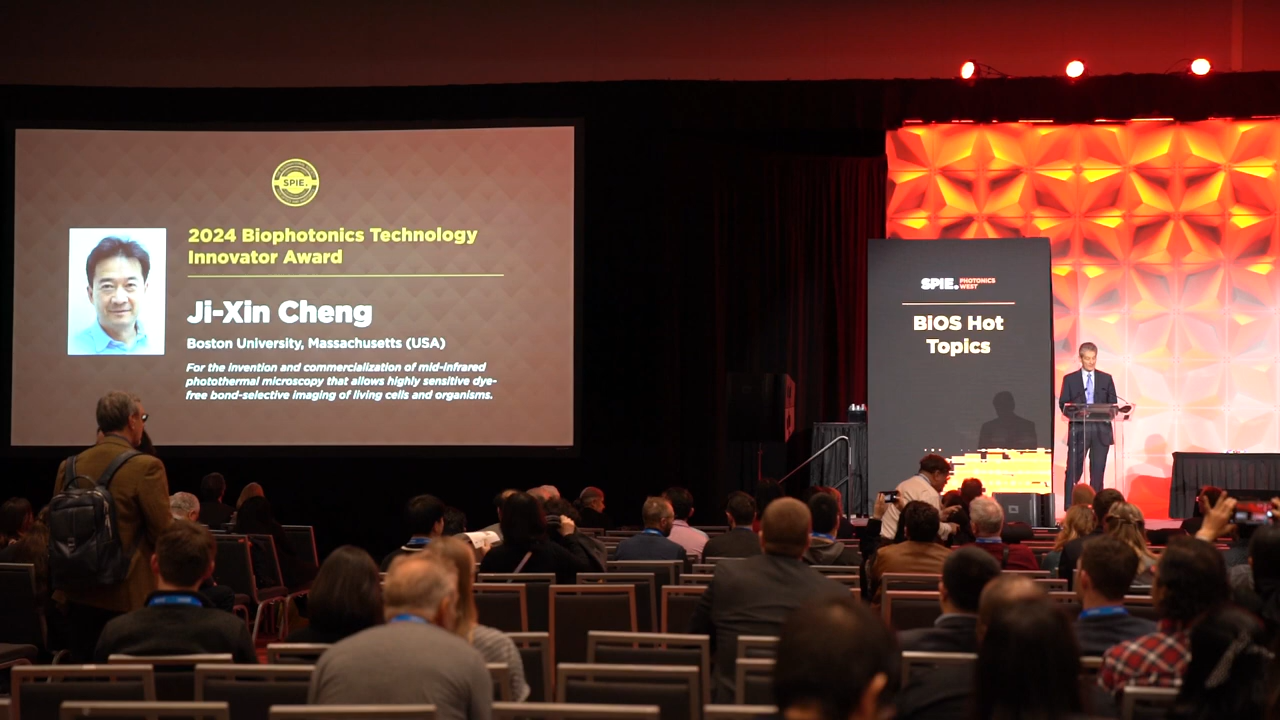 SPIE.
2024 Biophotonics Technology
Innovator Award
Ji-Xin Cheng
Boston University, Massachusetts (USA)
For the invention and commercialization of mid-infrared
photothermal microscopy that allows highly sensitive dye-
free bond-selective imaging of living cells and organisms.
SPIE. PHOTONICS
WEST
BIOS Hot
Topics